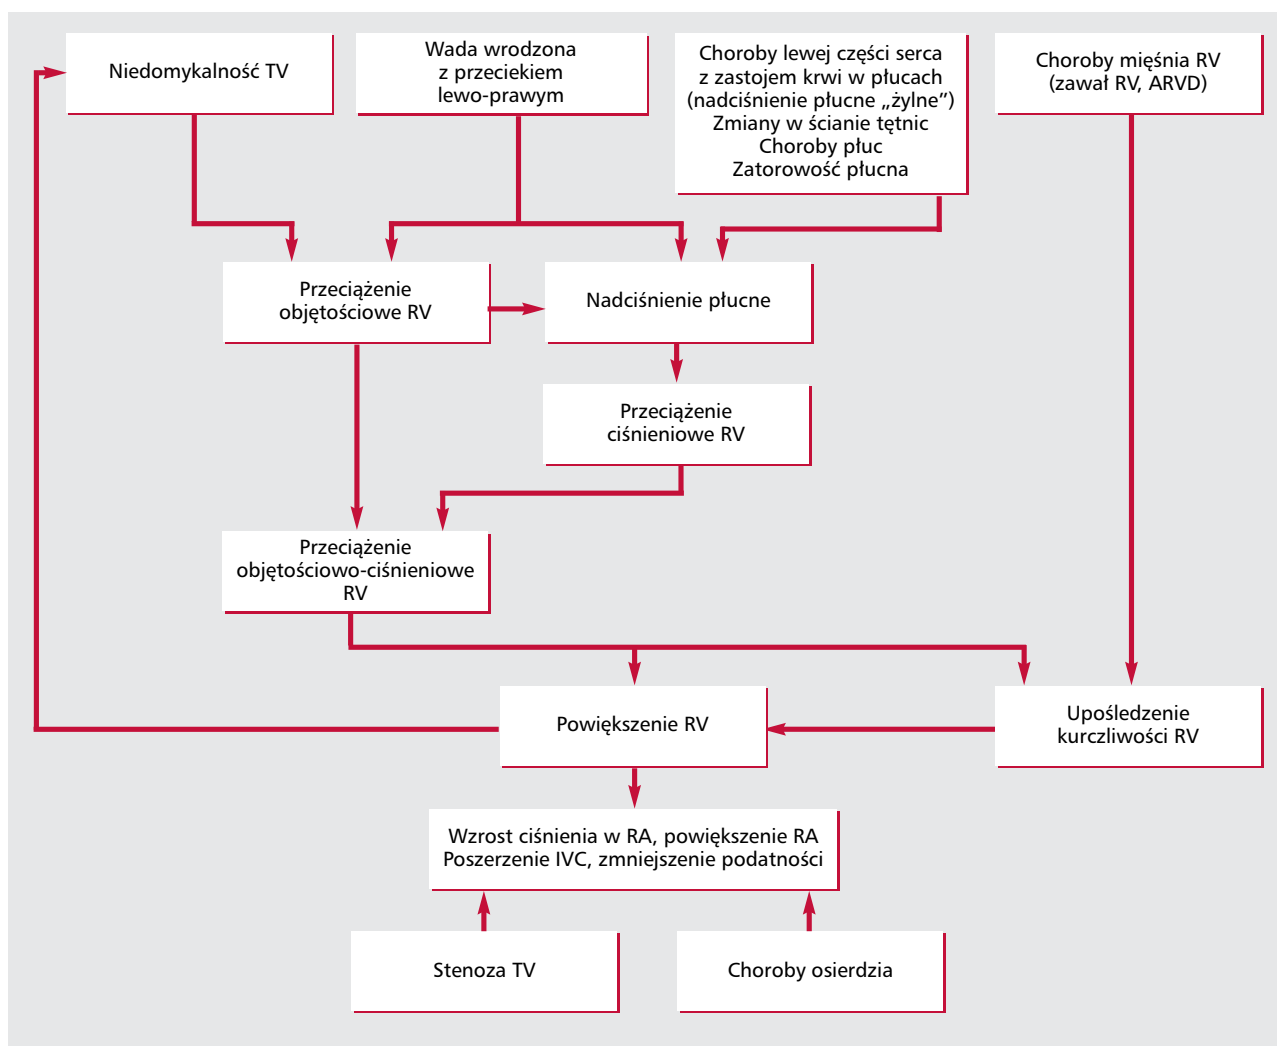 Niedomykalność TV
Wada wrodzona
z przeciekiem
lewo-prawym
Choroby lewej części serca
z zastojem krwi w płucach
(nadciśnienie płucne „żylne”)
Zmiany w ścianie tętnic
Choroby płuc
Zatorowość płucna
Choroby mięśnia RV
(zawał RV, ARVD)
Przeciążenie
objętościowe RV
Nadciśnienie płucne
Przeciążenie
ciśnieniowe RV
Przeciążenie
objętościowo-ciśnieniowe
RV
Powiększenie RV
Upośledzenie
kurczliwości RV
Wzrost ciśnienia w RA, powiększenie RA
Poszerzenie IVC, zmniejszenie podatności
Stenoza TV
Choroby osierdzia